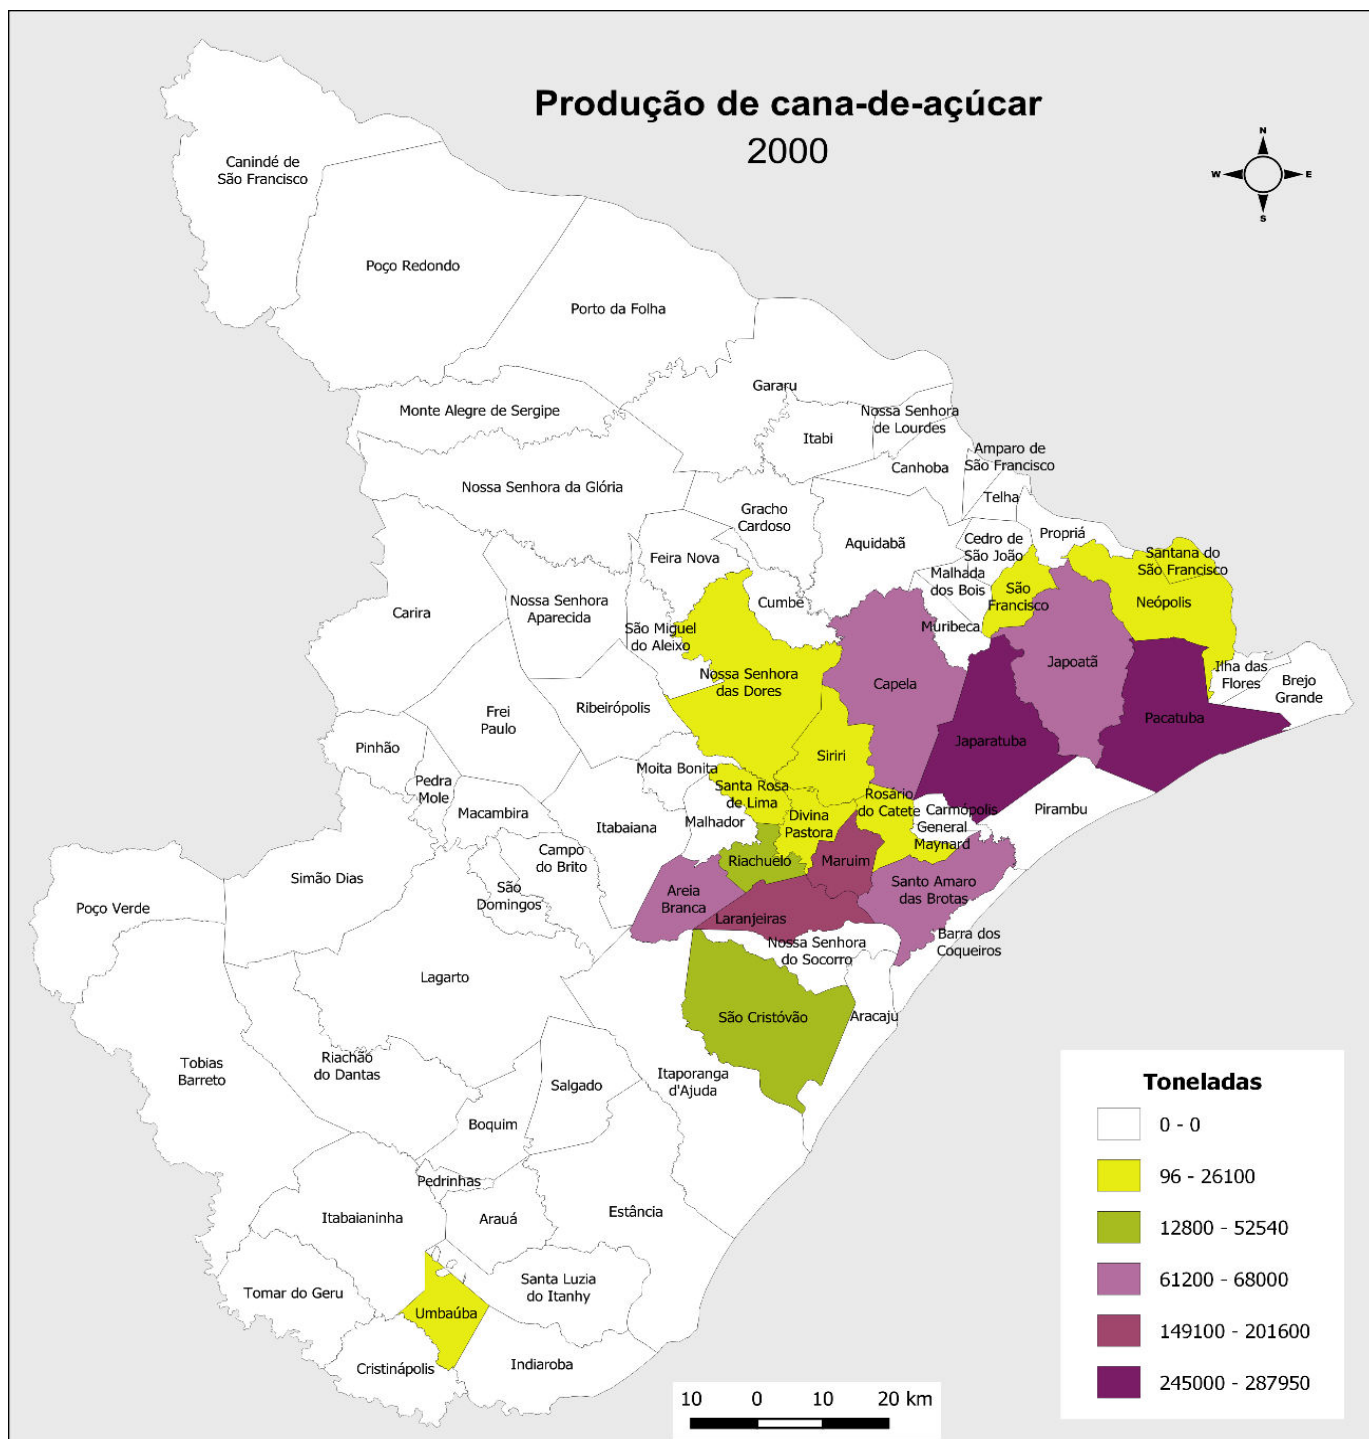 Produção de cana-de-açúcar
2000
N
W
E
S
Canindé de
São Francisco
Poço Redondo
Porto da Folha
Gararu
Monte Alegre de Sergipe
Nossa Senhora
de Lourdes
Itabi
Amparo de
São Francisco
Canhoba
Nossa Senhora da Glória
Telha
Gracho
Cardoso
Propriá
Aquidabã
Cedro de
São João
Santana do
São Francisco
Feira Nova
Malhada
dos Bois
São
Francisco
Neópolis
Cumbe
Nossa Senhora
Aparecida
Carira
São Miguel
do Aleixo
Muribeca
Japoatã
Ilha das
Flores
Brejo
Grande
Nossa Senhora
das Dores
Capela
Ribeirópolis
Frei
Paulo
Pacatuba
Japaratuba
Pinhão
Siriri
Moita Bonita
Pedra
Mole
Santa Rosa
de Lima
Rosário
do Catete
Macambira
Carmópolis
Pirambu
Itabaiana
Malhador
Divina
Pastora
General
Maynard
Campo
do Brito
Riachuelo
Maruim
Simão Dias
São
Domingos
Areia
Branca
Santo Amaro
das Brotas
Poço Verde
Laranjeiras
Nossa Senhora
do Socorro
Barra dos
Coqueiros
Lagarto
São Cristóvão
Aracaju
Tobias
Barreto
Riachão
do Dantas
Itaporanga
d'Ajuda
Salgado
Boquim
Pedrinhas
Itabaianinha
Arauá
Estância
Santa Luzia
do Itanhy
Tomar do Geru
Umbaúba
Cristinápolis
Indiaroba
Toneladas
0 - 0
96 - 26100
12800 - 52540
61200 - 68000
149100 - 201600
245000 - 287950
10 0 10 20 km